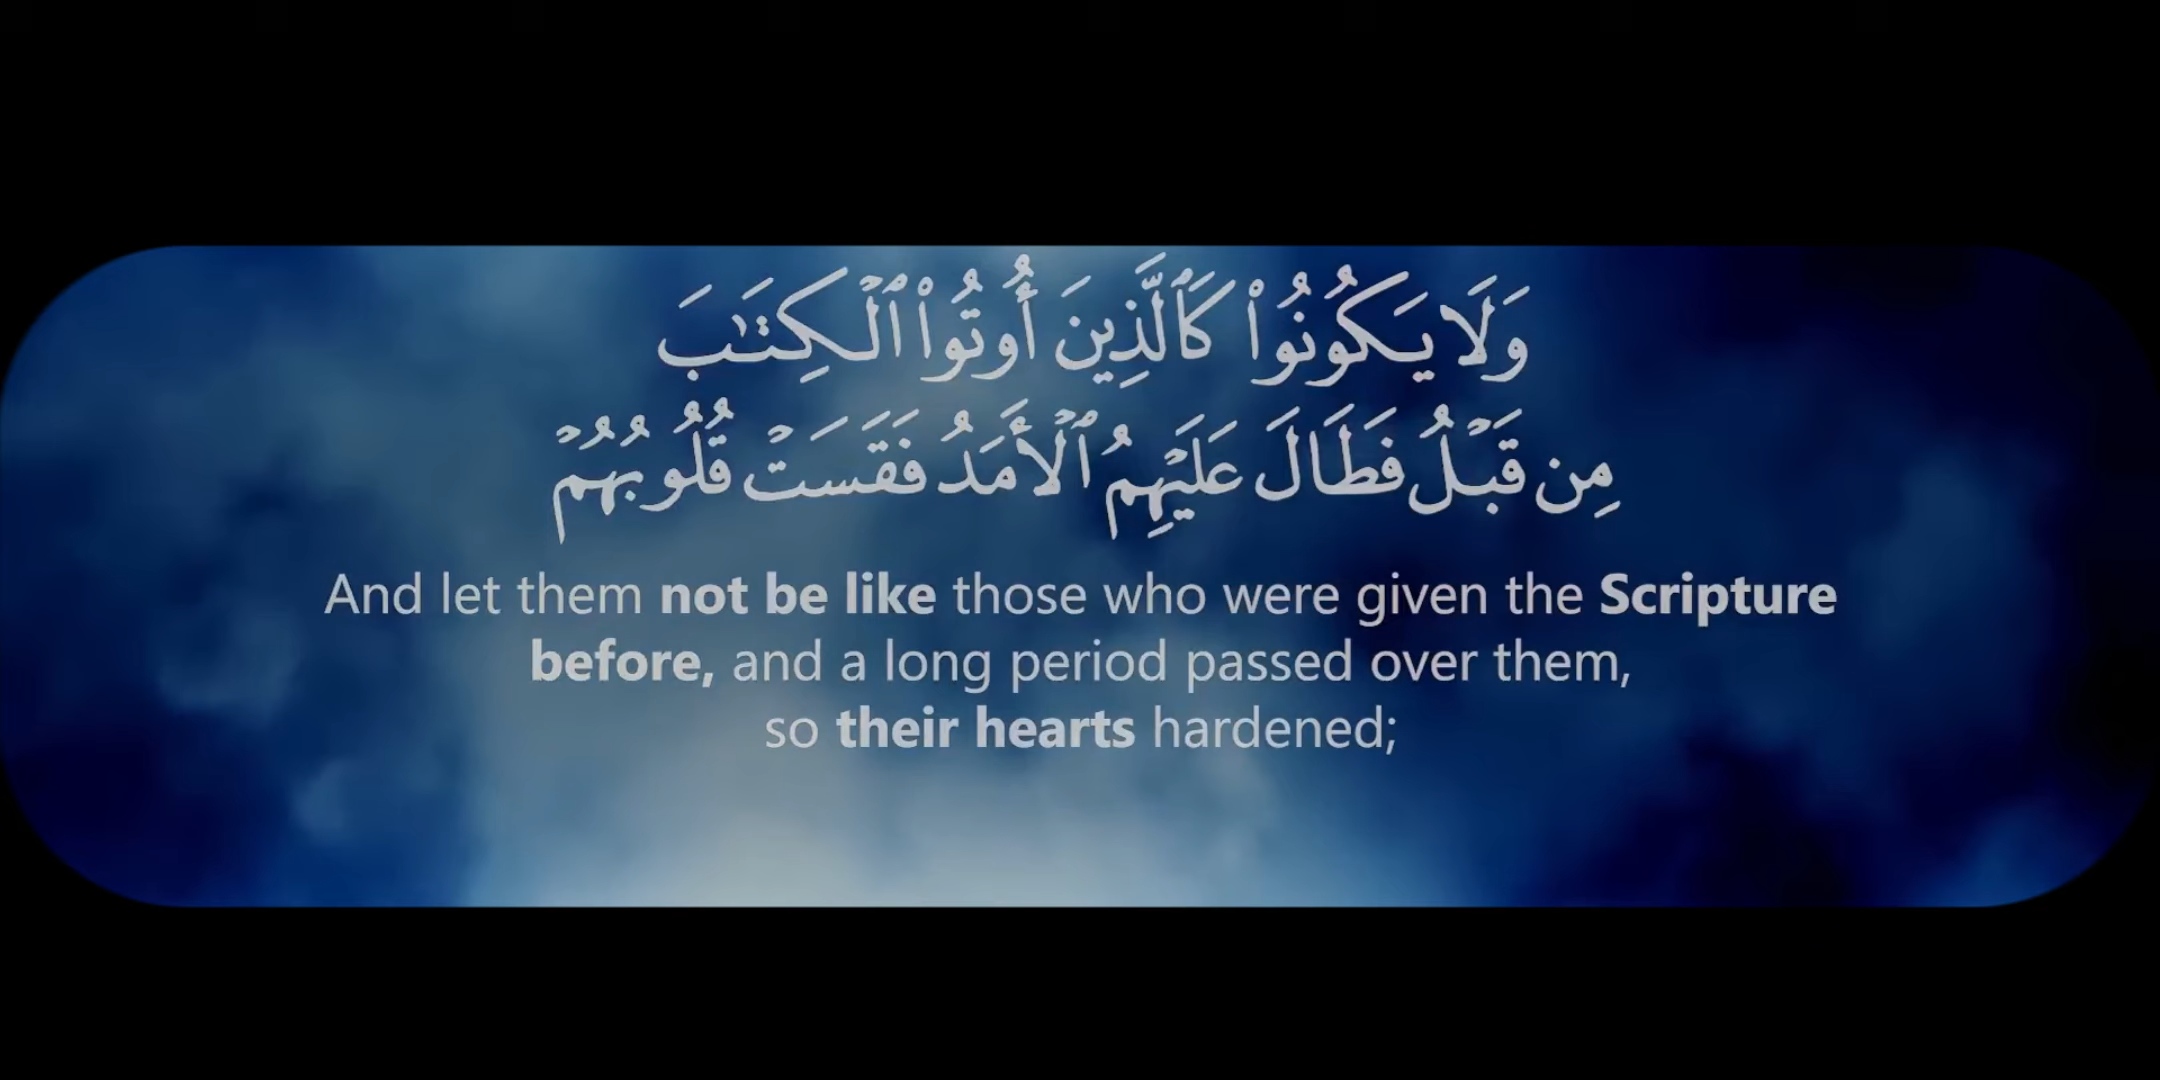 وَلَا يَكُونُوا۟ كَٱلَّذِينَ أُوتُوا۟ ٱلْكِتَـٰبَ
مِن قَبْلُ فَطَالَ عَلَيْهِمُ ٱلْأَمَدُ فَقَسَتْ قُلُوبُهُمْ
And let them not be like those who were given the Scripture
before, and a long period passed over them,
so their hearts hardened;